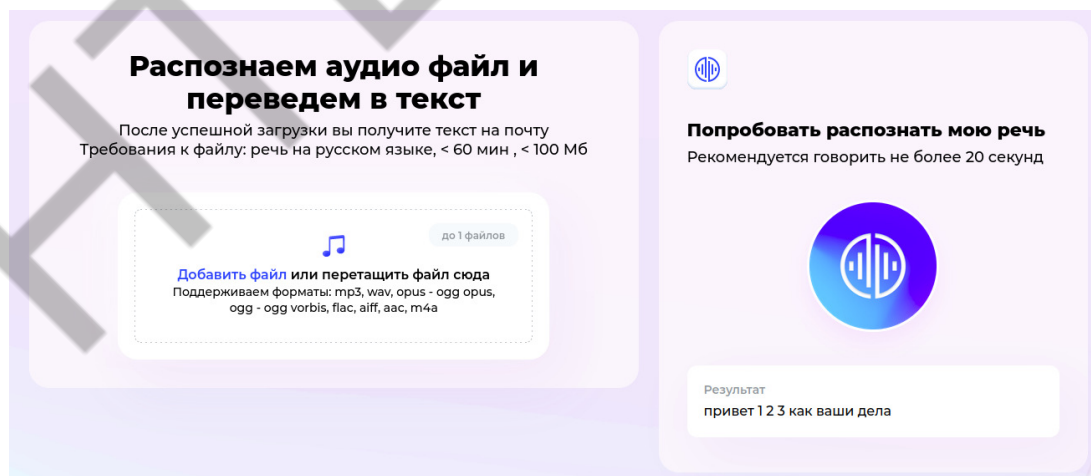 Распознаем аудио файл и
переведем в текст
После успешной загрузки вы получите текст на почту
Требования к файлу: речь на русском языке, < 60 мин , < 100 Мб
до 1 файлов
Добавить файл или перетащить файл сюда
Поддерживаем форматы: mp3, wav, opus - ogg opus,
ogg - ogg vorbis, flac, aiff, aac, m4a
Попробовать распознать мою речь
Рекомендуется говорить не более 20 секунд
Результат
привет 1 2 3 как ваши дела